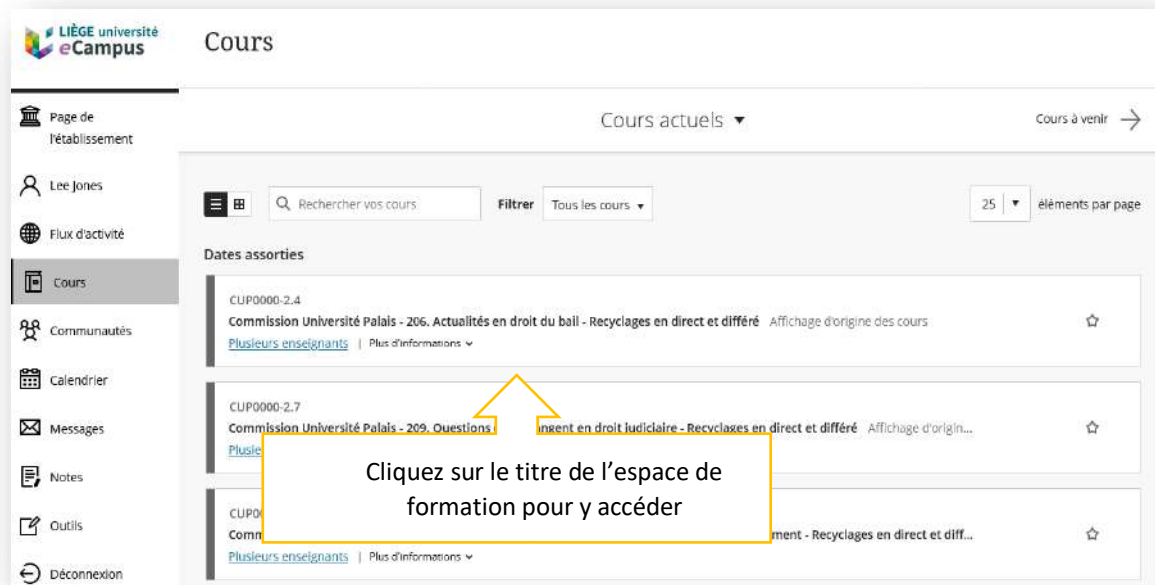 LIÈGE université
eCampus
Cours
Page de
l'établissement
Lee Jones
Flux d'activité
Cours
Communautés
Calendrier
Messages
Notes
Outils
Déconnexion
Cours actuels
Cours à venir
Rechercher vos cours
Filtrer
Tous les cours
25
éléments par page
Dates assorties
CUP0000-2.4
Commission Université Palais - 206. Actualités en droit du bail - Recyclages en direct et différé Affichage d'origine des cours
Plusieurs enseignants | Plus d'informations
CUP0000-2.7
Commission Université Palais - 209. Questions en droit judiciaire - Recyclages en direct et différé Affichage d'origin...
Cliquez sur le titre de l'espace de
formation pour y accéder
- Recyclages en direct et diff...
Plusieurs enseignants | Plus d'informations